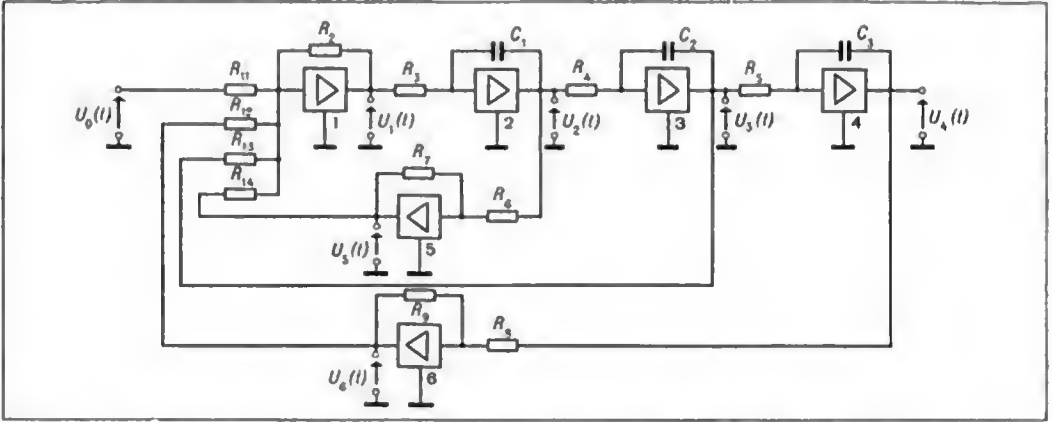 R2 C1 C2 C3
R11 R3 R4 R5
U0(t) R12 1 U1(t) 2 U2(t) 3 U3(t) 4 U4(t)
R13
R14 R7
R6
U5(t) 5
R9 R8
U6(t) 6